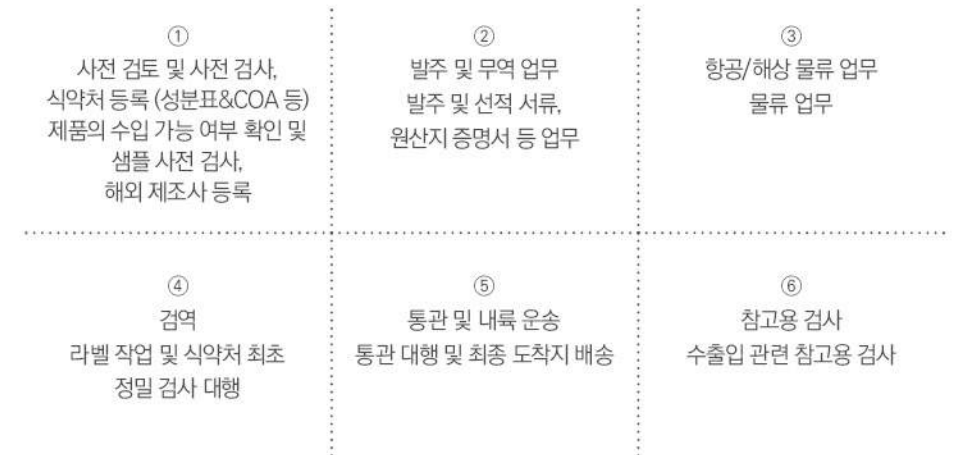 ①
사전 검토 및 사전 검사,
식약처 등록 (성분표&COA 등)
제품의 수입 가능 여부 확인 및
샘플 사전 검사,
해외 제조사 등록
②
발주 및 무역 업무
발주 및 선적 서류,
원산지 증명서 등 업무
③
항공/해상 물류 업무
물류 업무
④
검역
라벨 작업 및 식약처 최초
정밀 검사 대행
⑤
통관 및 내륙 운송
통관 대행 및 최종 도착지 배송
⑥
참고용 검사
수출입 관련 참고용 검사